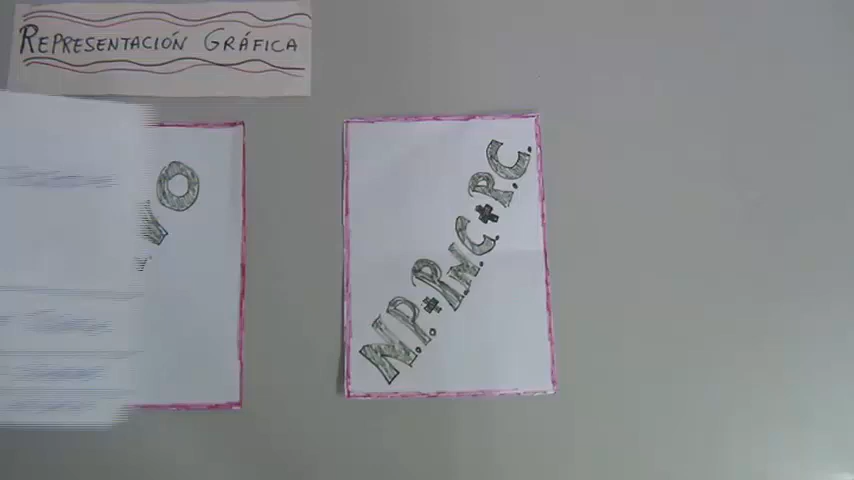 REPRESENTACIÓN GRÁFICA
O
N.P.+P.N.C.+P.C.